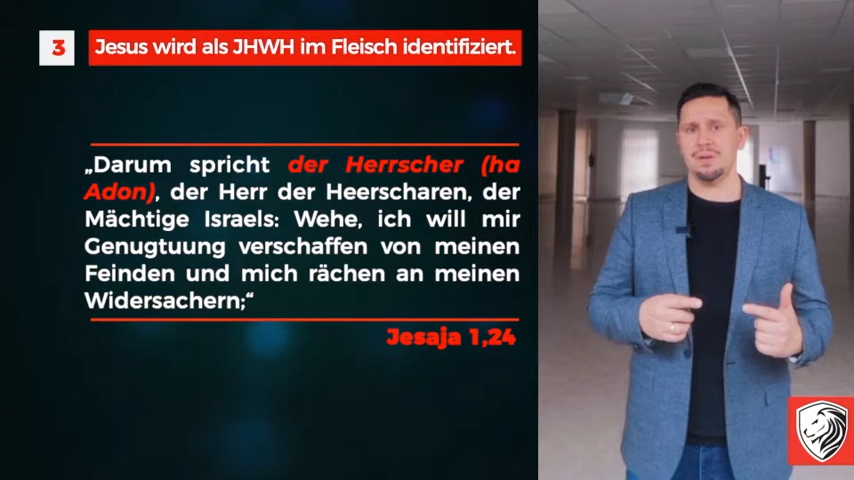 3
Jesus wird als JHWH im Fleisch identifiziert.
„Darum spricht der Herrscher (ha
Adon), der Herr der Heerscharen, der
Mächtige Israels: Wehe, ich will mir
Genugtuung verschaffen von meinen
Feinden und mich rächen an meinen
Widersachern;“
Jesaja 1,24